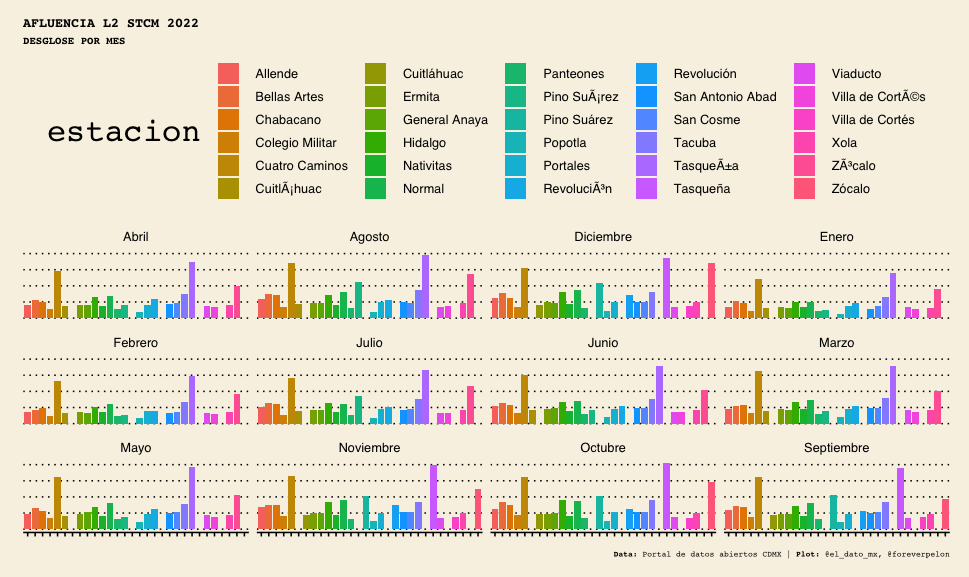 AFLUENCIA L2 STCM 2022
DESGLOSE POR MES
estacion
Allende
Bellas Artes
Chabacano
Colegio Militar
Cuatro Caminos
CuitlÃ¡huac
Cuitláhuac
Ermita
General Anaya
Hidalgo
Nativitas
Normal
Panteones
Pino SuÃ¡rez
Pino Suárez
Popotla
Portales
RevoluciÃ³n
Revolución
San Antonio Abad
San Cosme
Tacuba
TasqueÃ±a
Tasqueña
Viaducto
Villa de CortÃ©s
Villa de Cortés
Xola
ZÃ³calo
Zócalo
Abril
Agosto
Diciembre
Enero
Febrero
Julio
Junio
Marzo
Mayo
Noviembre
Octubre
Septiembre
Data: Portal de datos abiertos CDMX | Plot: @el_dato_mx, @foreverpelon